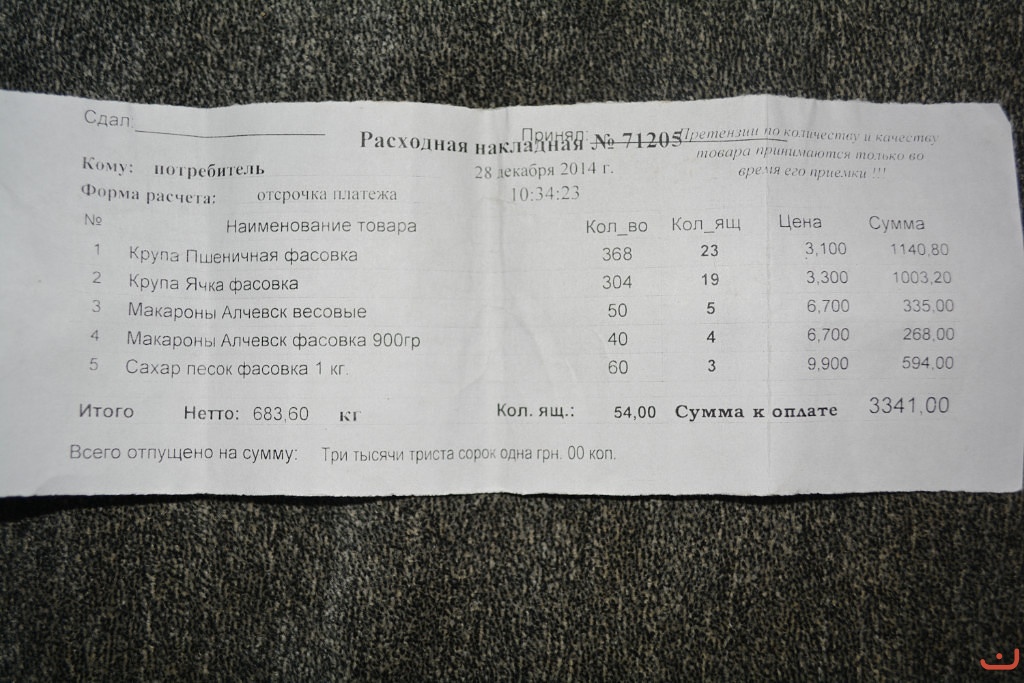 Сдал: Принял:
Расходная накладная № 71205
Претензии по количеству и качеству
товара принимаются только во
время его приемки !!!
Кому: потребитель 28 декабря 2014 г.
Форма расчета: отсрочка платежа 10:34:23
№ Наименование товара Кол_во Кол_ящ Цена Сумма
1 Крупа Пшеничная фасовка 368 23 3,100 1140,80
2 Крупа Ячка фасовка 304 19 3,300 1003,20
3 Макароны Алчевск весовые 50 5 6,700 335,00
4 Макароны Алчевск фасовка 900гр 40 4 6,700 268,00
5 Сахар песок фасовка 1 кг. 60 3 9,900 594,00
Итого Нетто: 683,60 кг Кол. ящ.: 54,00 Сумма к оплате 3341,00
Всего отпущено на сумму: Три тысячи триста сорок одна грн. 00 коп.